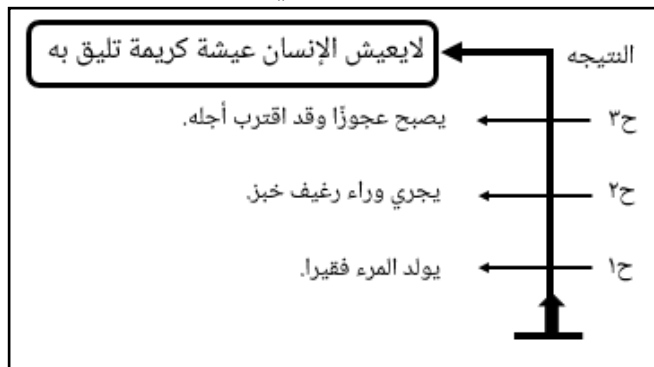 النتيجه لايعيش الإنسان عيشة كريمة تليق به
ح٣ يصبح عجوزًا وقد اقترب أجله.
ح٢ يجري وراء رغيف خبز.
ح١ يولد المرء فقيرا.